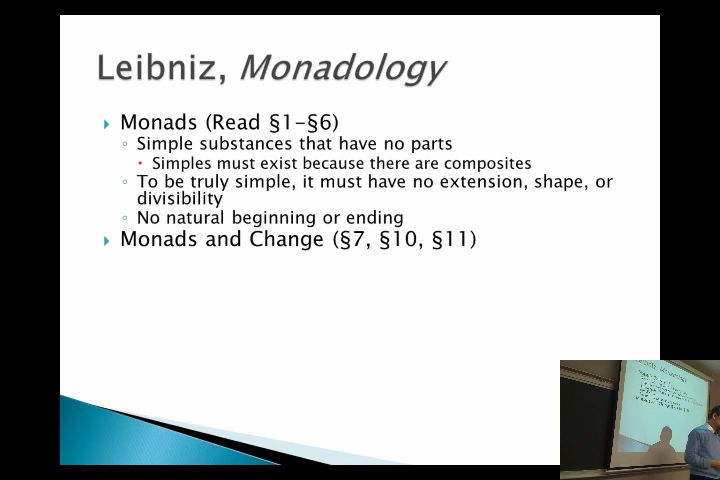 Leibniz, Monadology
Monads (Read §1-§6)
Simple substances that have no parts
Simples must exist because there are composites
To be truly simple, it must have no extension, shape, or
divisibility
No natural beginning or ending
Monads and Change (§7, §10, §11)